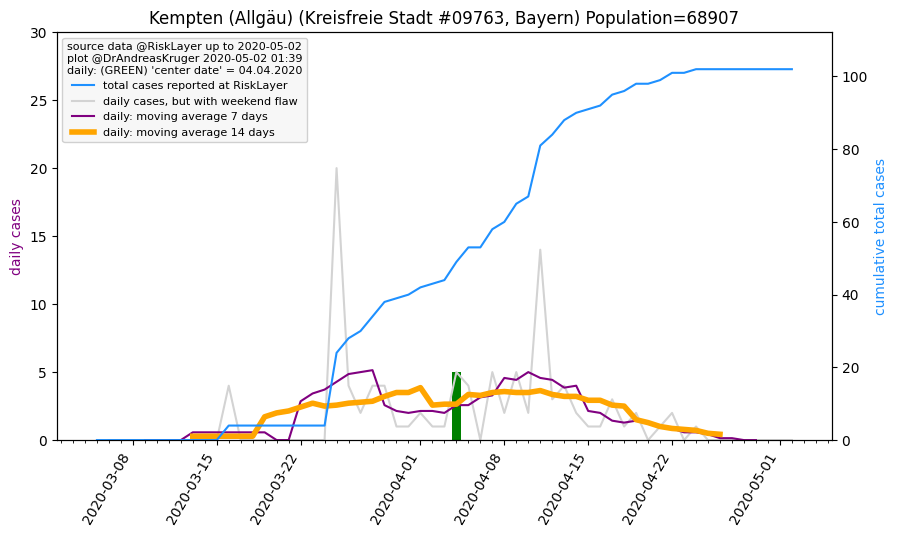 Kempten (Allgäu) (Kreisfreie Stadt #09763, Bayern) Population=68907
source data @RiskLayer up to 2020-05-02
plot @DrAndreasKruger 2020-05-02 01:39
daily: (GREEN) 'center date' = 04.04.2020
total cases reported at RiskLayer
daily cases, but with weekend flaw
daily: moving average 7 days
daily: moving average 14 days
daily cases
30
25
20
15
10
5
0
cumulative total cases
100
80
60
40
20
0
2020-03-08
2020-03-15
2020-03-22
2020-04-01
2020-04-08
2020-04-15
2020-04-22
2020-05-01